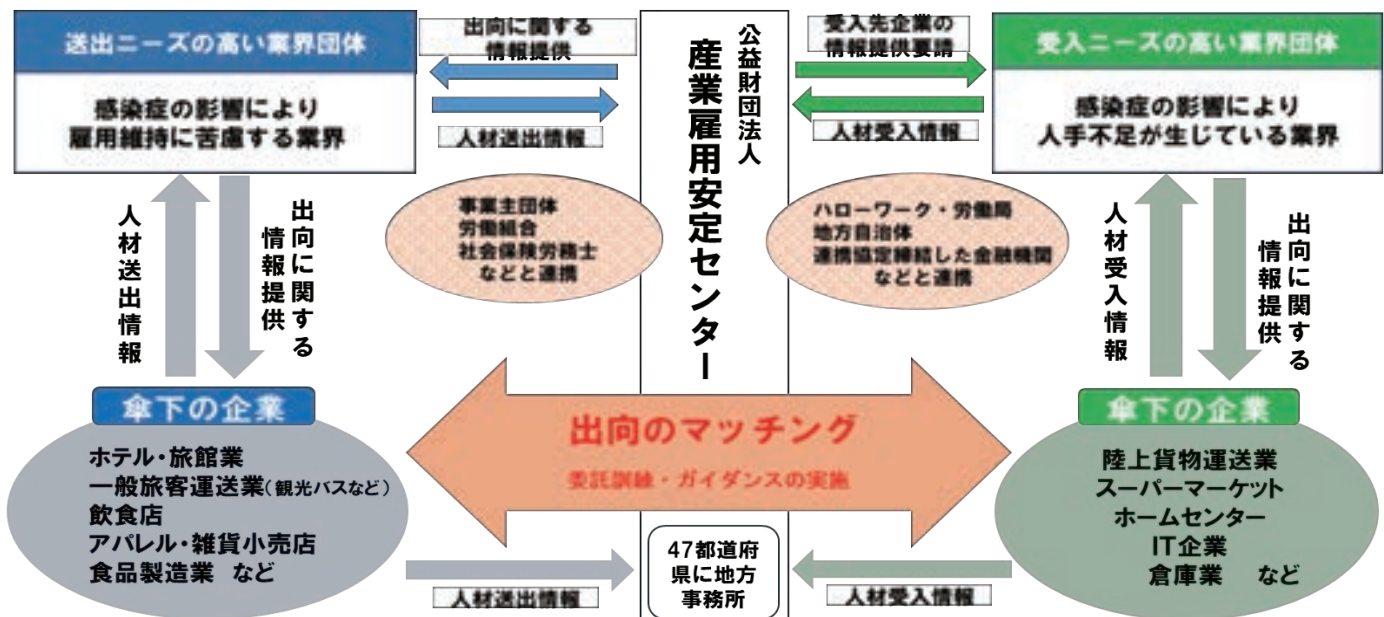 送出ニーズの高い業界団体
感染症の影響により
雇用維持に苦慮する業界
出向に関する
情報提供
人材送出情報
公益財団法人
産業雇用安定センター
受入先企業の
情報提供要請
人材受入情報
受入ニーズの高い業界団体
感染症の影響により
人手不足が生じている業界
事業主団体
労働組合
社会保険労務士
などと連携
ハローワーク・労働局
地方自治体
連携協定締結した金融機関
などと連携
人材送出情報
出向に関する
情報提供
人材受入情報
出向に関する
情報提供
傘下の企業
ホテル・旅館業
一般旅客運送業(観光バスなど)
飲食店
アパレル・雑貨小売店
食品製造業 など
出向のマッチング
委託訓練・ガイダンスの実施
傘下の企業
陸上貨物運送業
スーパーマーケット
ホームセンター
IT企業
倉庫業 など
人材送出情報
47都道府
県に地方
事務所
人材受入情報